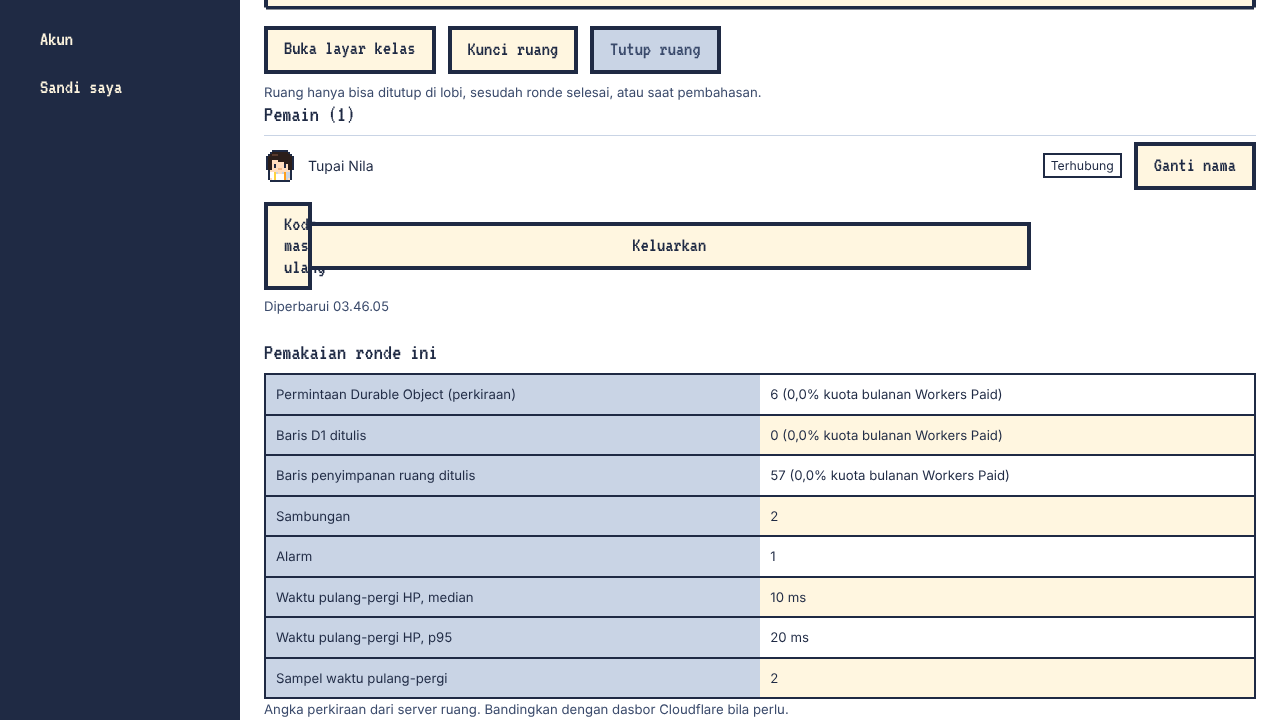 Akun
Sandi saya
Buka layar kelas
Kunci ruang
Tutup ruang
Ruang hanya bisa ditutup di lobi, sesudah ronde selesai, atau saat pembahasan.
Pemain (1)
Tupai Nila
Terhubung
Ganti nama
mas
ulang
Keluarkan
Diperbarui 03.46.05
Pemakaian ronde ini
Permintaan Durable Object (perkiraan)
6 (0,0% kuota bulanan Workers Paid)
Baris D1 ditulis
0 (0,0% kuota bulanan Workers Paid)
Baris penyimpanan ruang ditulis
57 (0,0% kuota bulanan Workers Paid)
Sambungan
2
Alarm
1
Waktu pulang-pergi HP, median
10 ms
Waktu pulang-pergi HP, p95
20 ms
Sampel waktu pulang-pergi
2
Angka perkiraan dari server ruang. Bandingkan dengan dasbor Cloudflare bila perlu.